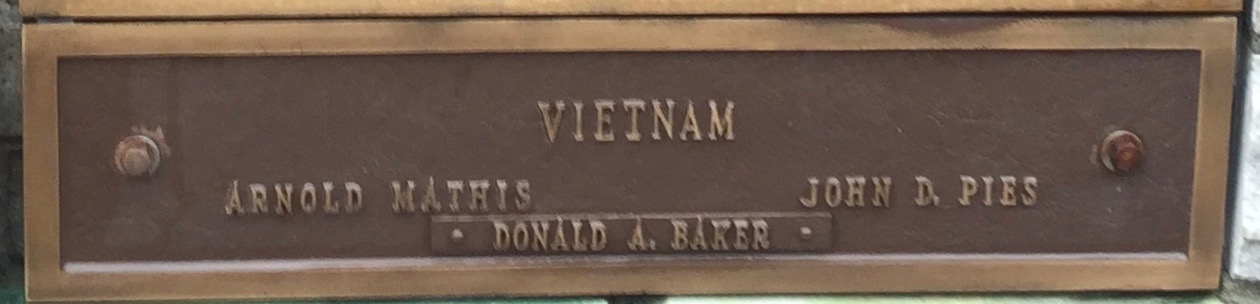 VIETNAM
ARNOLD MATHIS JOHN D. PIES
DONALD A. BAKER